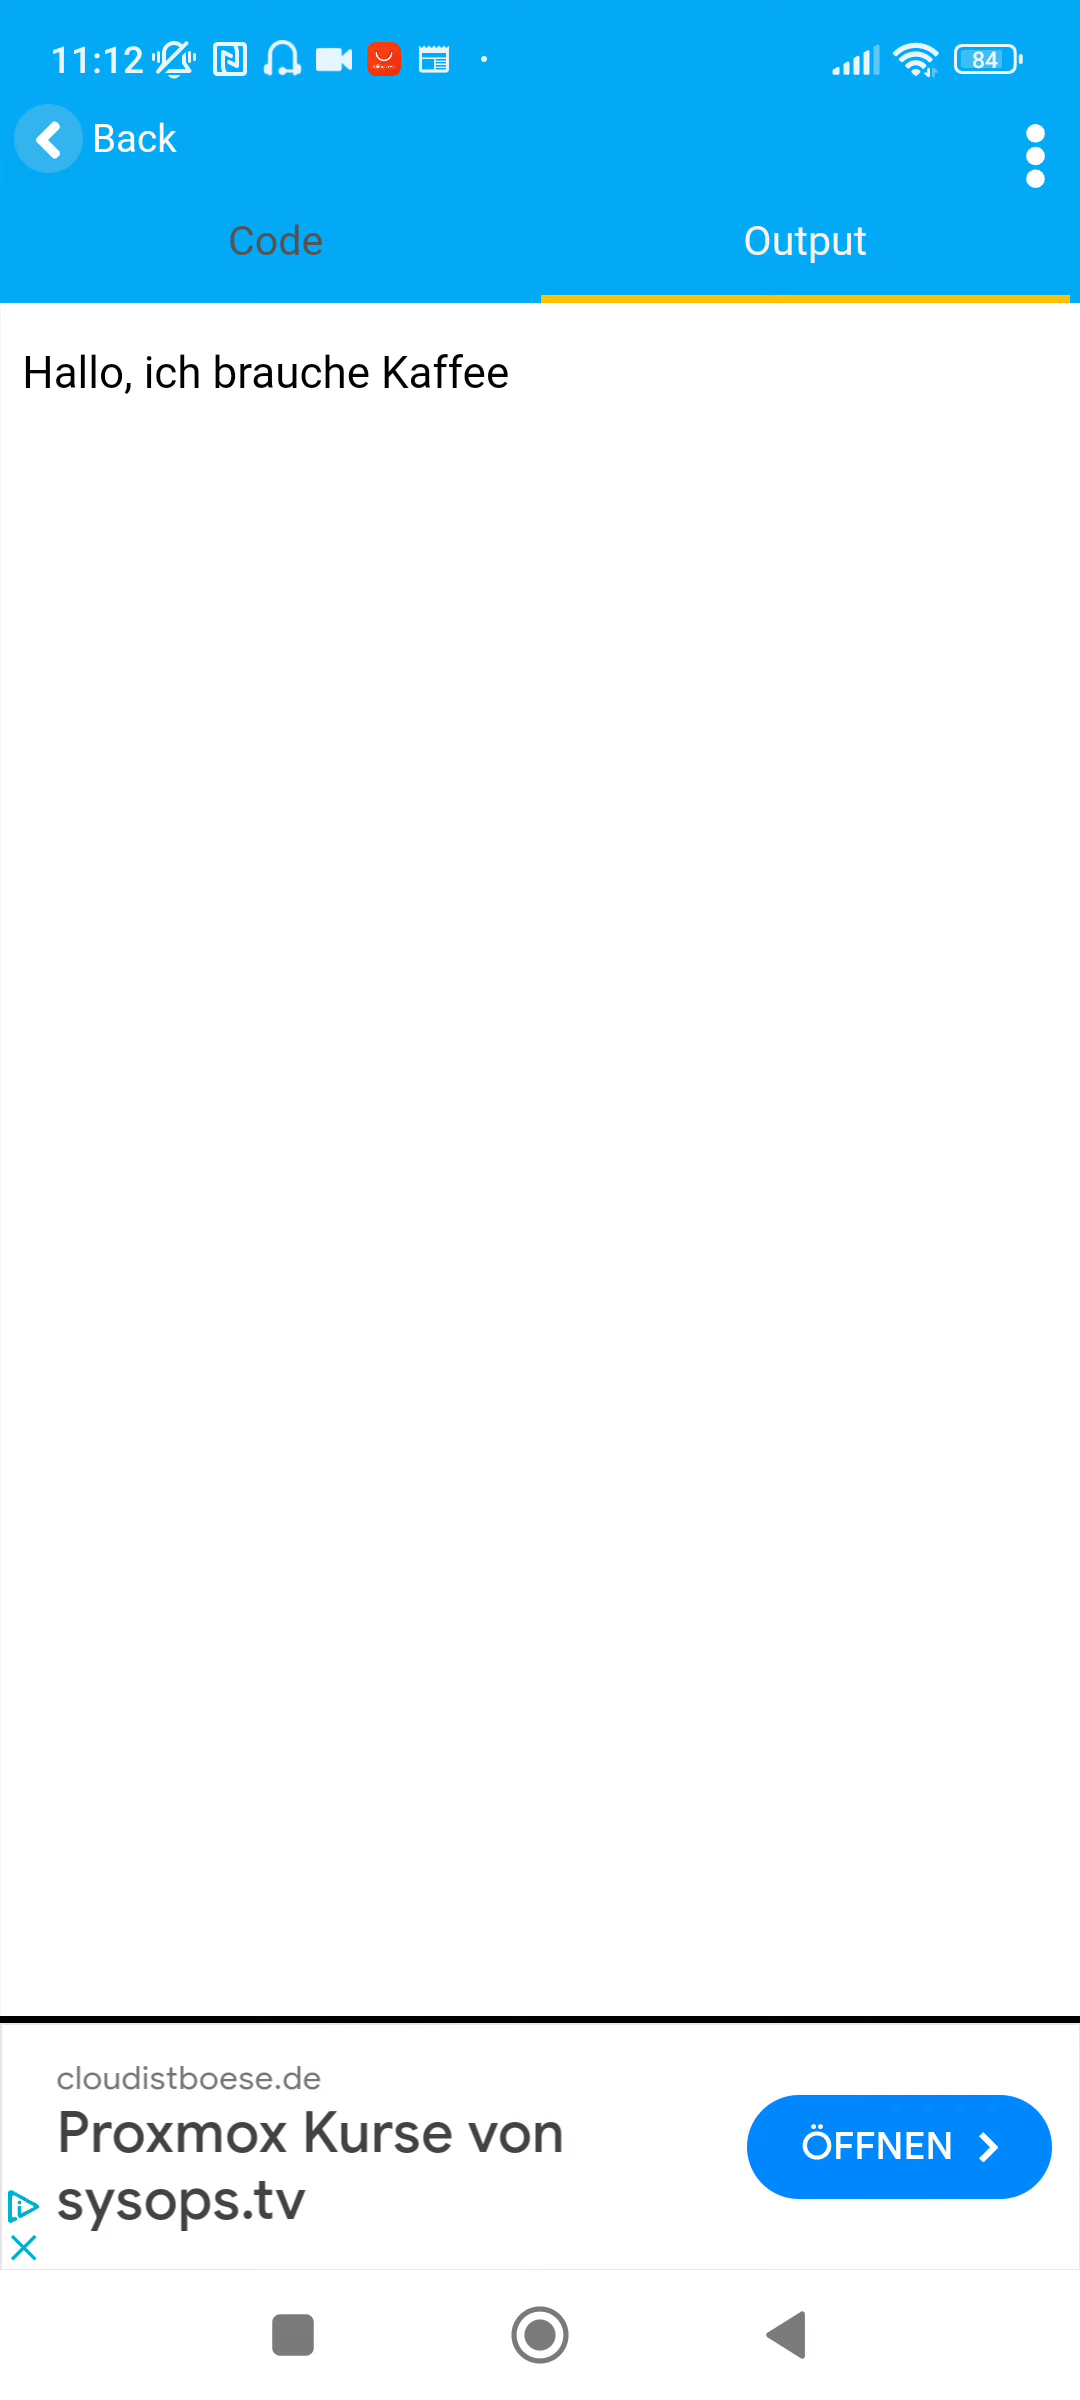 11:12
84
Back
Code
Output
Hallo, ich brauche Kaffee
cloudistboese.de
Proxmox Kurse von
sysops.tv
ÖFFNEN